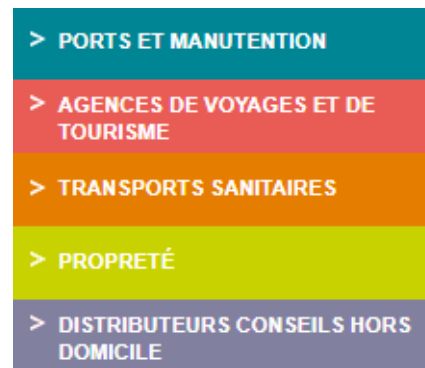 > PORTS ET MANUTENTION
> AGENCES DE VOYAGES ET DE
TOURISME
> TRANSPORTS SANITAIRES
> PROPRETÉ
> DISTRIBUTEURS CONSEILS HORS
DOMICILE